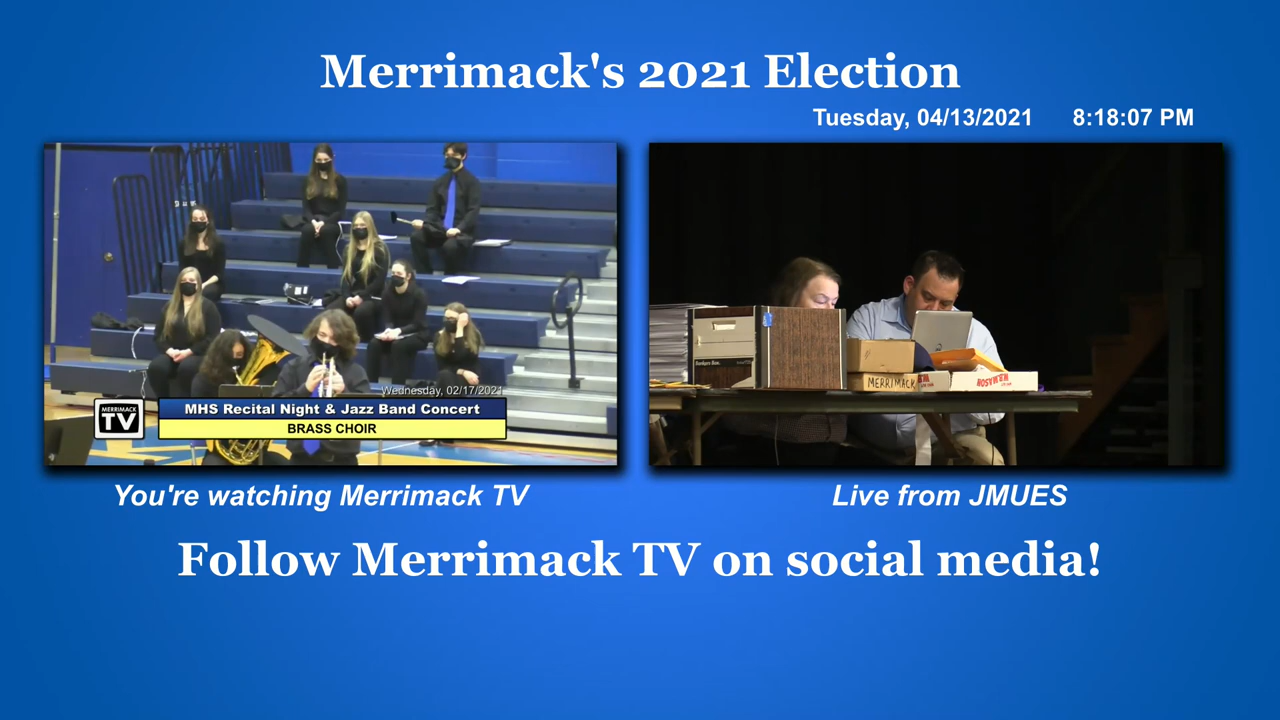 Merrimack's 2021 Election
Tuesday, 04/13/2021 8:18:07 PM
Wednesday, 02/17/2021
MERRIMACK
TV
MHS Recital Night & Jazz Band Concert
BRASS CHOIR
Bankers Box
MERRIMACK
You're watching Merrimack TV
Live from JMUES
Follow Merrimack TV on social media!